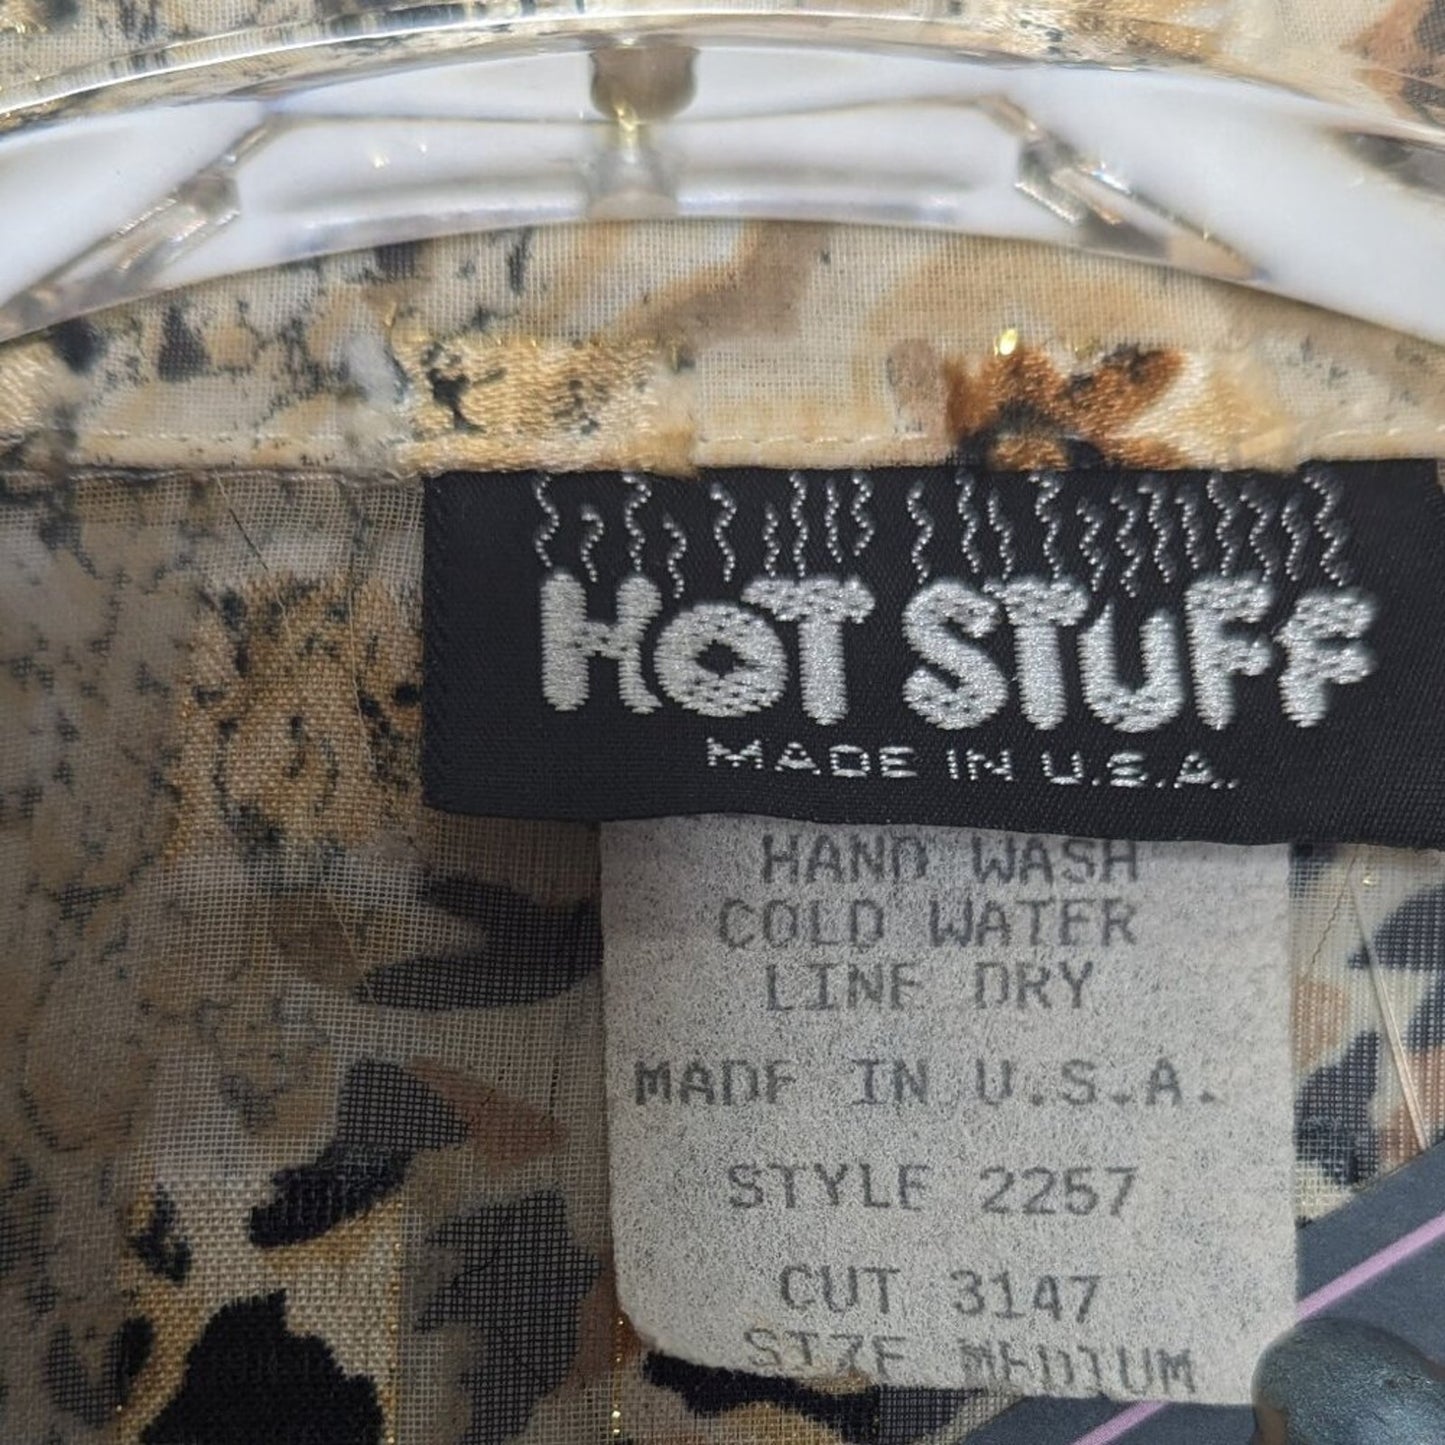 HOT STUFF
MADE IN U.S.A.
HAND WASH
COLD WATER
LINE DRY
MADE IN U.S.A.
STYLE 2257
CUT 3147
SIZE MEDIUM